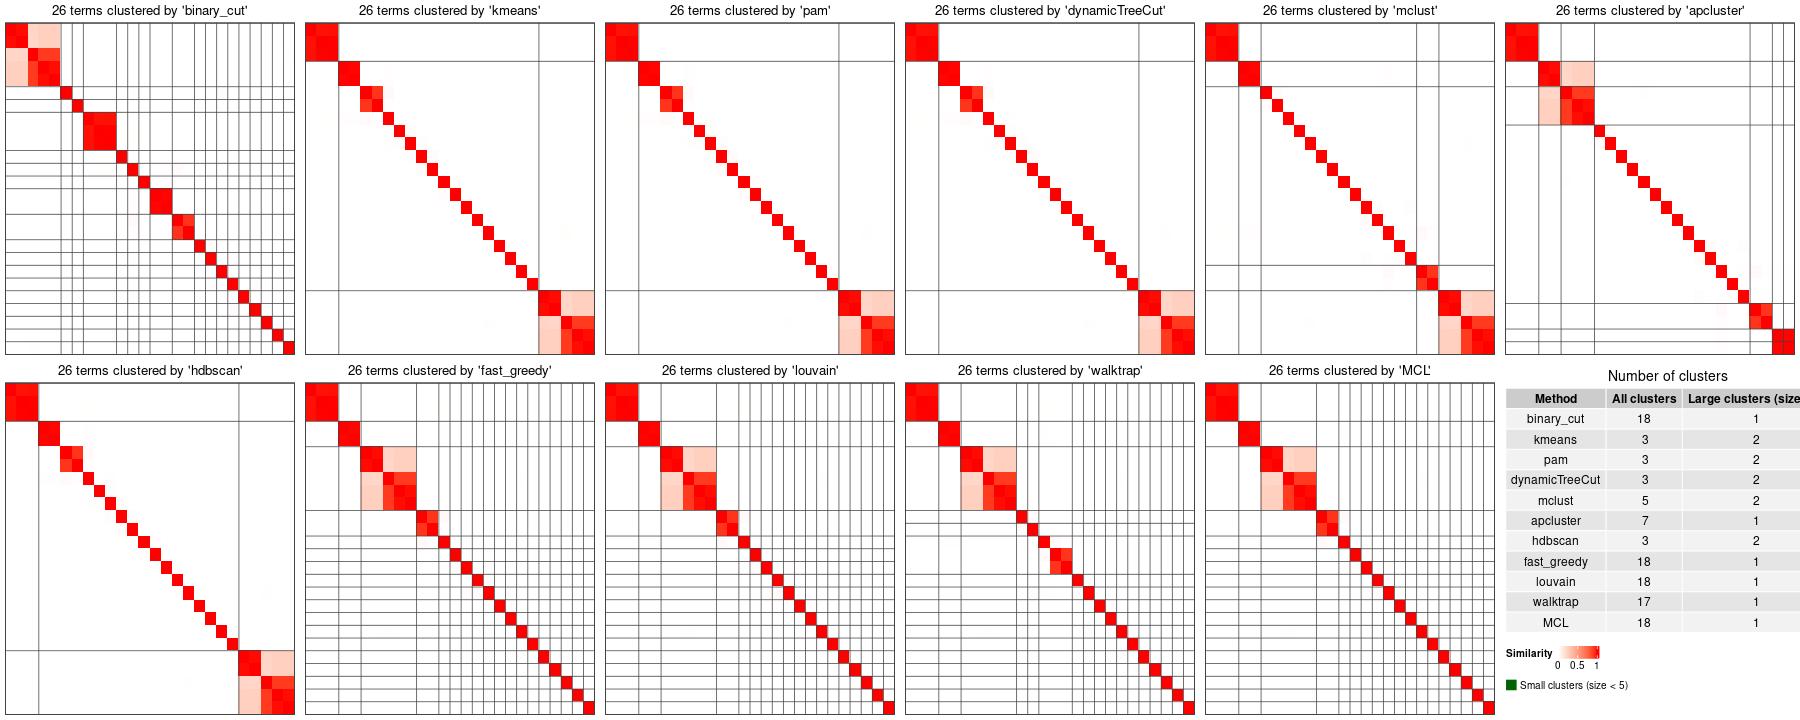 26 terms clustered by 'binary_cut'
26 terms clustered by 'kmeans'
26 terms clustered by 'pam'
26 terms clustered by 'dynamicTreeCut'
26 terms clustered by 'mclust'
26 terms clustered by 'apcluster'
26 terms clustered by 'hdbscan'
26 terms clustered by 'fast_greedy'
26 terms clustered by 'louvain'
26 terms clustered by 'walktrap'
26 terms clustered by 'MCL'
Number of clusters
Method All clusters Large clusters (size
binary_cut 18 1
kmeans 3 2
pam 3 2
dynamicTreeCut 3 2
mclust 5 2
apcluster 7 1
hdbscan 3 2
fast_greedy 18 1
louvain 18 1
walktrap 17 1
MCL 18 1
Similarity
0 0.5 1
Small clusters (size < 5)